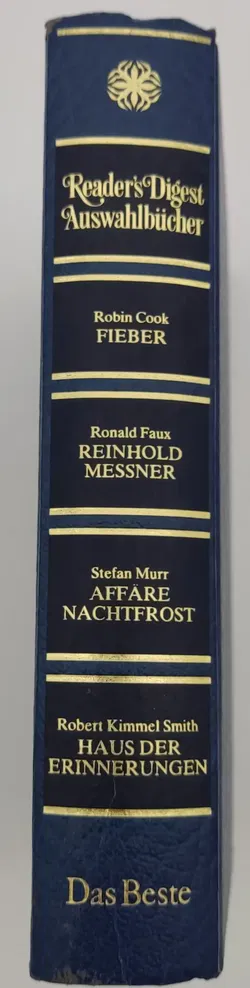 Reader's Digest
Auswahlbücher
Robin Cook
FIEBER
Ronald Faux
REINHOLD
MESSNER
Stefan Murr
AFFÄRE
NACHTFROST
Robert Kimmel Smith
HAUS DER
ERINNERUNGEN
Das Beste